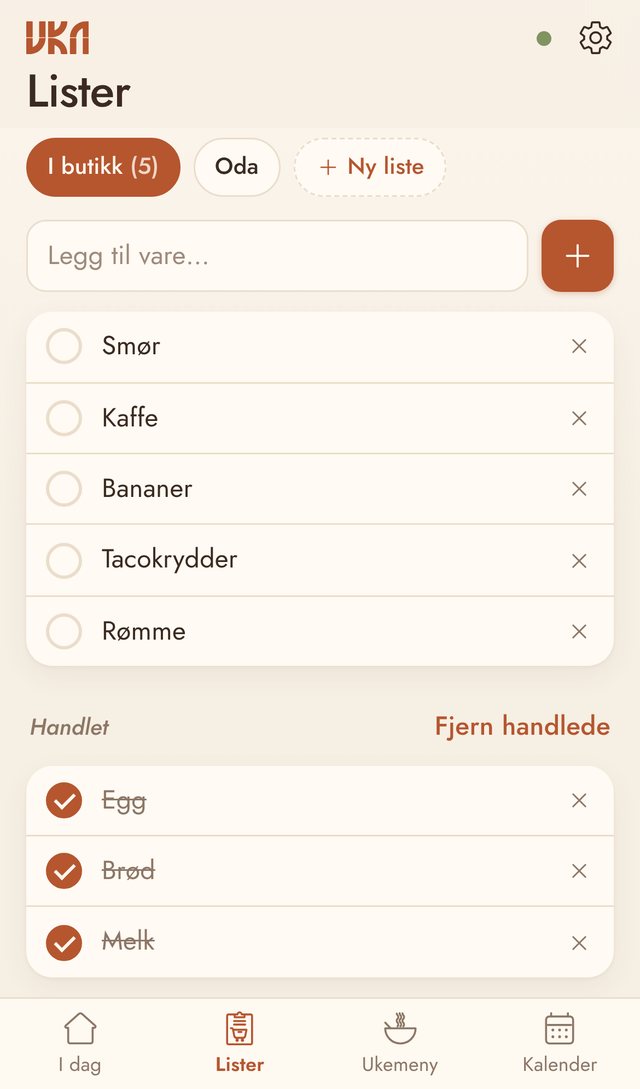 UKA
Lister
I butikk (5)
Oda
+ Ny liste
Legg til vare...
Smør
Kaffe
Bananer
Tacokrydder
Rømme
Handlet
Fjern handlede
Egg
Brød
Melk
I dag
Lister
Ukemeny
Kalender